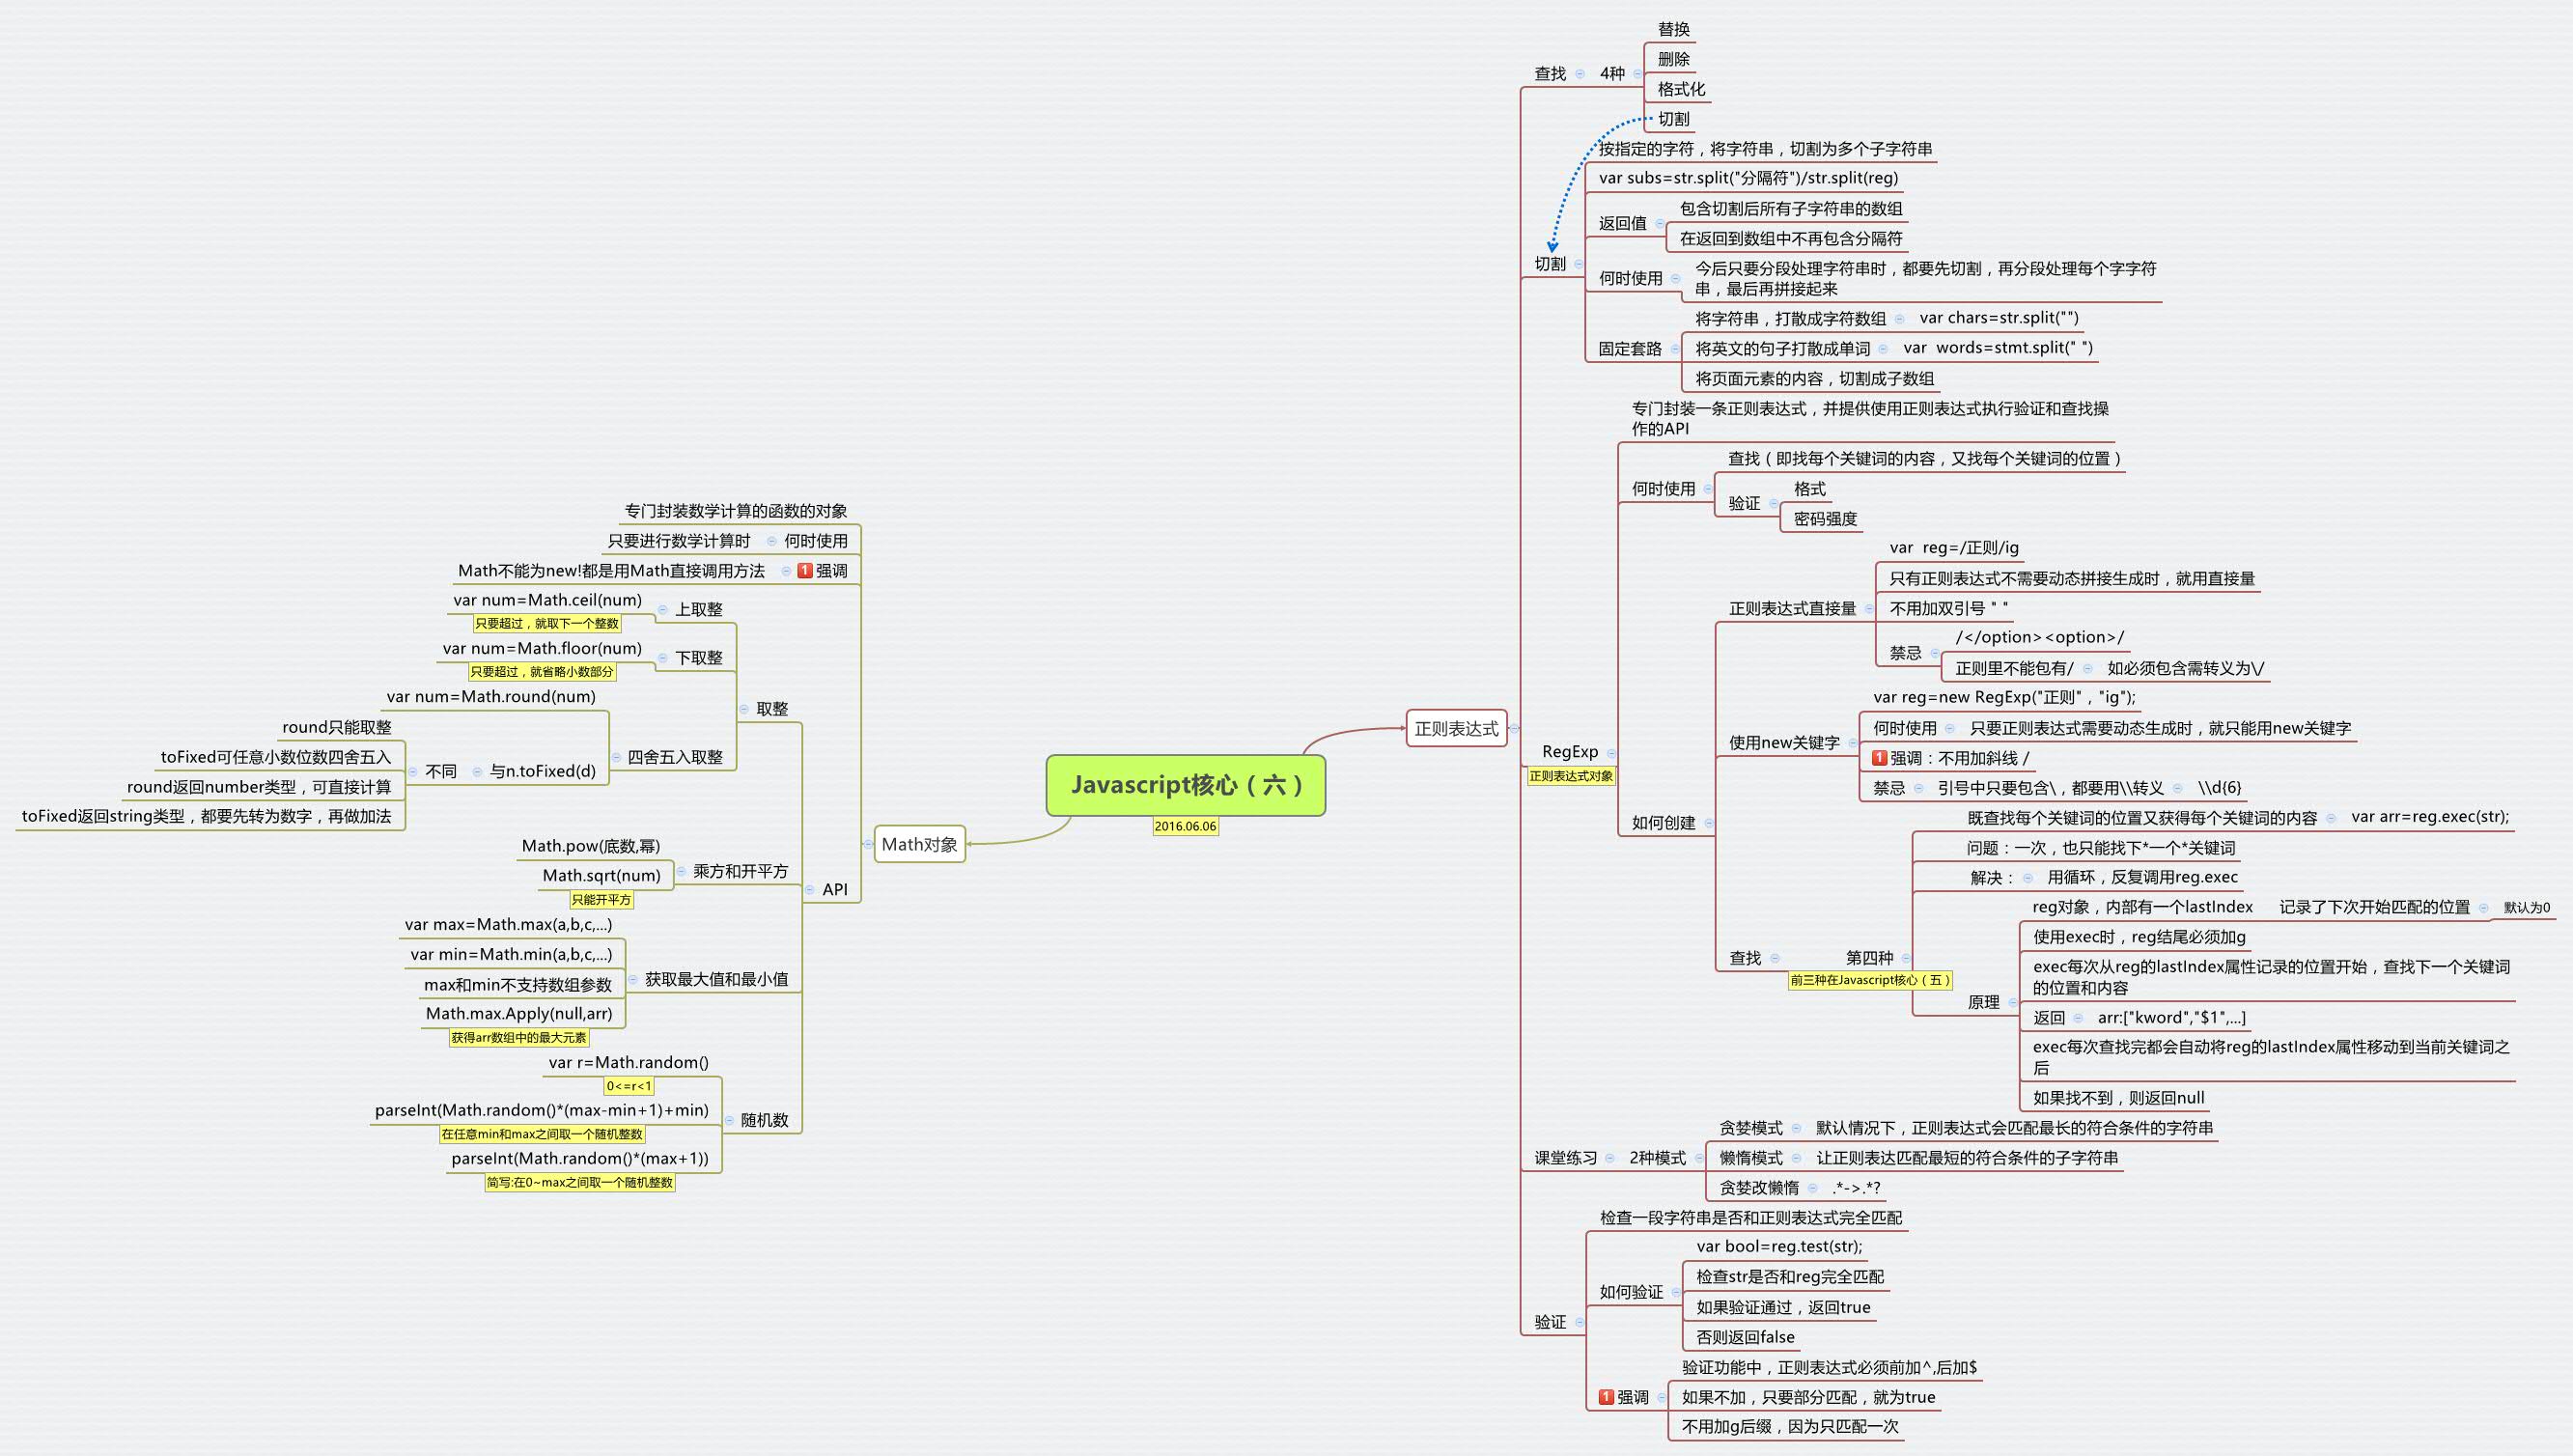 Javascript核心（六）
2016.06.06
正则表达式
查找
4种
替换
删除
格式化
切割
切割
按指定的字符，将字符串，切割为多个子字符串
var subs=str.split("分隔符")/str.split(reg)
返回值
包含切割后所有子字符串的数组
在返回到数组中不再包含分隔符
何时使用
今后只要分段处理字符串时，都要先切割，再分段处理每个字字符
串，最后再拼接起来
固定套路
将字符串，打散成字符数组
var chars=str.split("")
将英文的句子打散成单词
var  words=stmt.split(" ")
将页面元素的内容，切割成子数组
RegExp
正则表达式对象
专门封装一条正则表达式，并提供使用正则表达式执行验证和查找操
作的API
何时使用
查找（即找每个关键词的内容，又找每个关键词的位置）
验证
格式
密码强度
如何创建
正则表达式直接量
var  reg=/正则/ig
只有正则表达式不需要动态拼接生成时，就用直接量
不用加双引号 " "
禁忌
/</option><option>/
正则里不能包有/
如必须包含需转义为\/
使用new关键字
var reg=new RegExp("正则"，"ig");
何时使用
只要正则表达式需要动态生成时，就只能用new关键字
1 强调：不用加斜线 /
禁忌
引号中只要包含\，都要用\\转义
\\d{6}
查找
第四种
前三种在Javascript核心（五）
既查找每个关键词的位置又获得每个关键词的内容
var arr=reg.exec(str);
问题：一次，也只能找下*一个*关键词
解决：
用循环，反复调用reg.exec
原理
reg对象，内部有一个lastIndex
记录了下次开始匹配的位置
默认为0
使用exec时，reg结尾必须加g
exec每次从reg的lastIndex属性记录的位置开始，查找下一个关键词
的位置和内容
返回
arr:["kword","$1",...]
exec每次查找完都会自动将reg的lastIndex属性移动到当前关键词之
后
如果找不到，则返回null
课堂练习
2种模式
贪婪模式
默认情况下，正则表达式会匹配最长的符合条件的字符串
懒惰模式
让正则表达匹配最短的符合条件的子字符串
贪婪改懒惰
.*->.*?
验证
检查一段字符串是否和正则表达式完全匹配
如何验证
var bool=reg.test(str);
检查str是否和reg完全匹配
如果验证通过，返回true
否则返回false
1 强调
验证功能中，正则表达式必须前加^,后加$
如果不加，只要部分匹配，就为true
不用加g后缀，因为只匹配一次
Math对象
专门封装数学计算的函数的对象
何时使用
只要进行数学计算时
1 强调
Math不能为new!都是用Math直接调用方法
API
取整
上取整
var num=Math.ceil(num)
只要超过，就取下一个整数
下取整
var num=Math.floor(num)
只要超过，就省略小数部分
四舍五入取整
var num=Math.round(num)
与n.toFixed(d)
不同
round只能取整
toFixed可任意小数位数四舍五入
round返回number类型，可直接计算
toFixed返回string类型，都要先转为数字，再做加法
乘方和开平方
Math.pow(底数,幂)
Math.sqrt(num)
只能开平方
获取最大值和最小值
var max=Math.max(a,b,c,...)
var min=Math.min(a,b,c,...)
max和min不支持数组参数
Math.max.Apply(null,arr)
获得arr数组中的最大元素
随机数
var r=Math.random()
0<=r<1
parseInt(Math.random()*(max-min+1)+min)
在任意min和max之间取一个随机整数
parseInt(Math.random()*(max+1))
简写:在0~max之间取一个随机整数